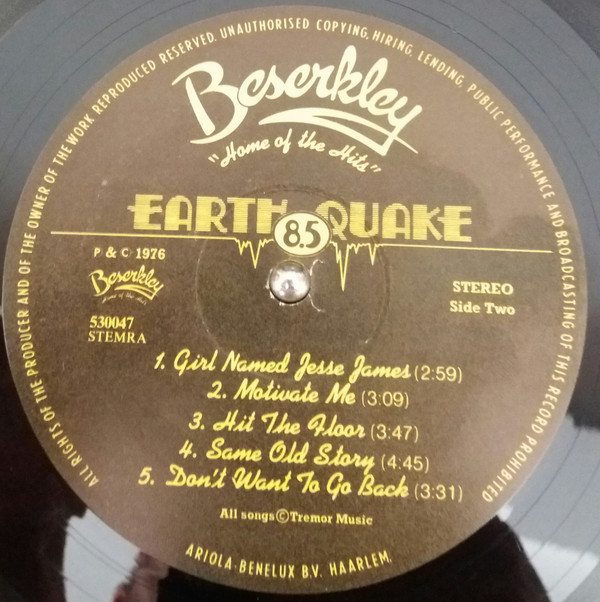 ALL RIGHTS OF THE PRODUCER AND OF THE OWNER OF THE WORK REPRODUCED RESERVED. UNAUTHORISED COPYING, HIRING, LENDING, PUBLIC PERFORMANCE AND BROADCASTING OF THIS RECORD PROHIBITED
Beserkley
"Home of the Hits"
EARTH QUAKE
8.5
P & C 1976
Beserkley
Home of the Hits
530047
STEMRA
STEREO
Side Two
1. Girl Named Jesse James (2:59)
2. Motivate Me (3:09)
3. Hit The Floor (3:47)
4. Same Old Story (4:45)
5. Don't Want To Go Back (3:31)
All songs © Tremor Music
ARIOLA-BENELUX B.V. HAARLEM.